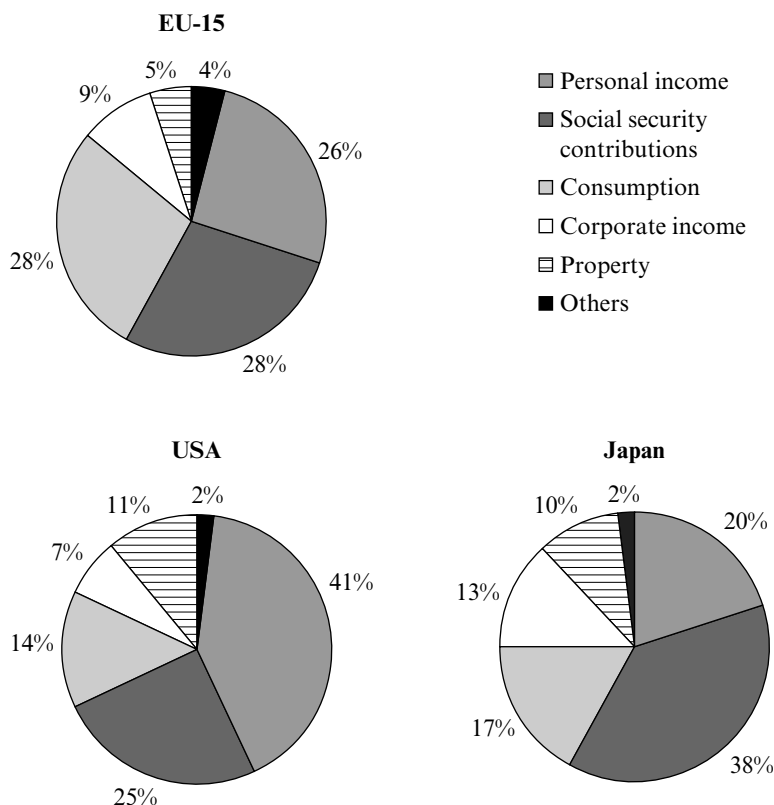 EU-15
5%
4%
9%
26%
28%
28%
Personal income
Social security
contributions
Consumption
Corporate income
Property
Others
USA
2%
11%
7%
41%
14%
25%
Japan
2%
10%
20%
13%
17%
38%